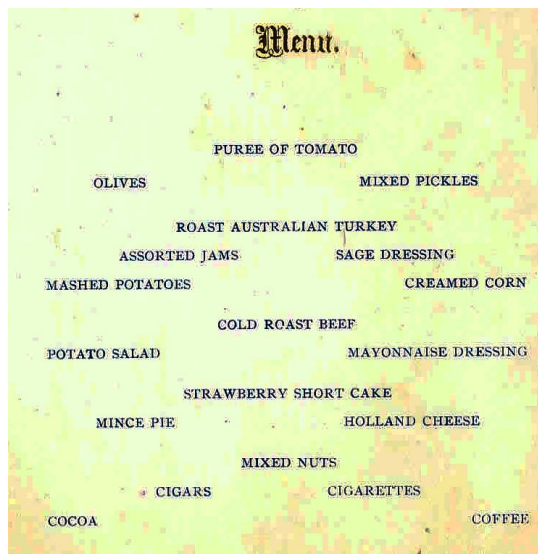 Menu.
PUREE OF TOMATO
OLIVES MIXED PICKLES
ROAST AUSTRALIAN TURKEY
ASSORTED JAMS SAGE DRESSING
MASHED POTATOES CREAMED CORN
COLD ROAST BEEF
POTATO SALAD MAYONNAISE DRESSING
STRAWBERRY SHORT CAKE
MINCE PIE HOLLAND CHEESE
MIXED NUTS
CIGARS CIGARETTES
COCOA COFFEE